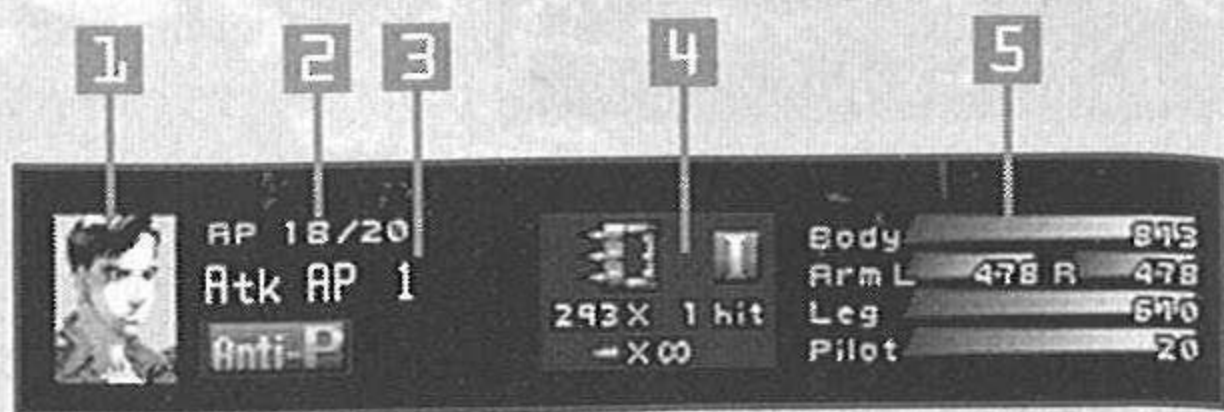 1 2 3 4 5
AP 18/20
Atk AP 1
Anti-P
I
293X 1 hit
-X∞
Body 873
Arm L 478 R 478
Leg 670
Pilot 20